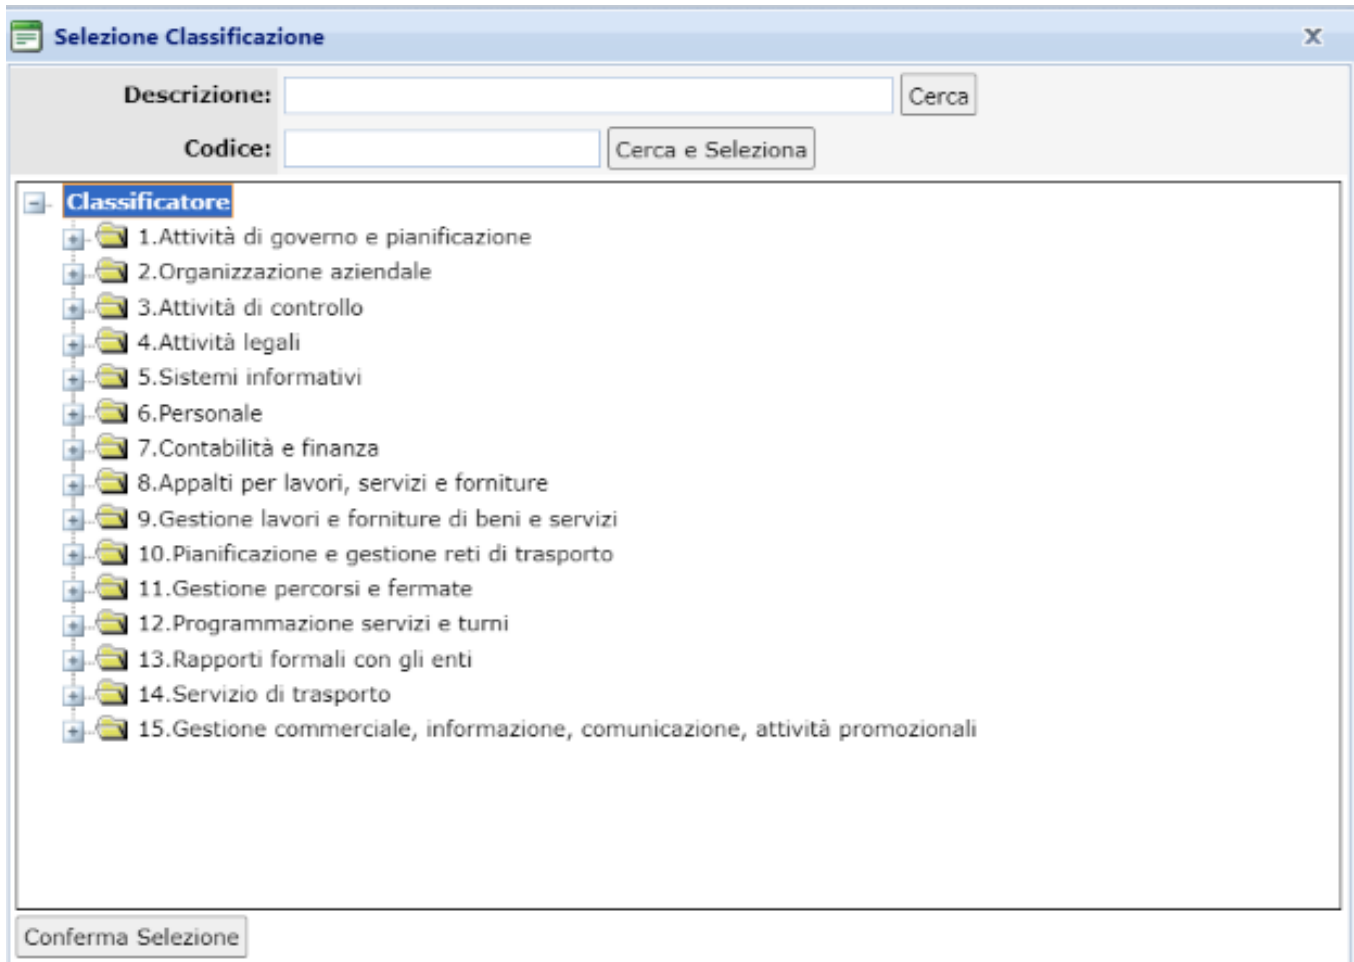 Selezione Classificazione x
Descrizione: Cerca
Codice: Cerca e Seleziona
Classificatore
1.Attività di governo e pianificazione
2.Organizzazione aziendale
3.Attività di controllo
4.Attività legali
5.Sistemi informativi
6.Personale
7.Contabilità e finanza
8.Appalti per lavori, servizi e forniture
9.Gestione lavori e forniture di beni e servizi
10.Pianificazione e gestione reti di trasporto
11.Gestione percorsi e fermate
12.Programmazione servizi e turni
13.Rapporti formali con gli enti
14.Servizio di trasporto
15.Gestione commerciale, informazione, comunicazione, attività promozionali
Conferma Selezione